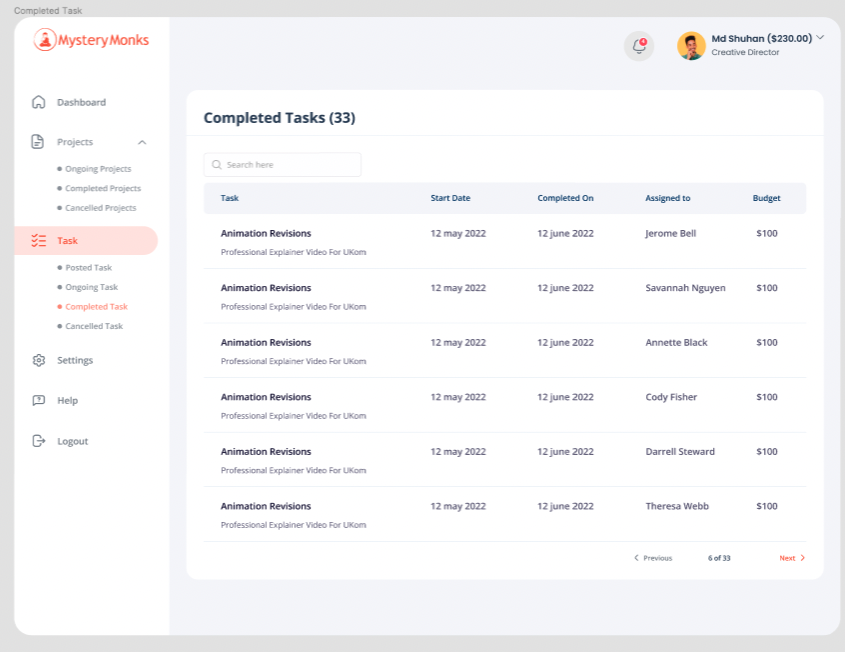 Completed Task
MysteryMonks
4
Md Shuhan ($230.00)
Creative Director
Dashboard
Projects
Ongoing Projects
Completed Projects
Cancelled Projects
Task
Posted Task
Ongoing Task
Completed Task
Cancelled Task
Settings
Help
Logout
Completed Tasks (33)
Search here
Task Start Date Completed On Assigned to Budget
Animation Revisions 12 may 2022 12 june 2022 Jerome Bell $100
Professional Explainer Video For UKom
Animation Revisions 12 may 2022 12 june 2022 Savannah Nguyen $100
Professional Explainer Video For UKom
Animation Revisions 12 may 2022 12 june 2022 Annette Black $100
Professional Explainer Video For UKom
Animation Revisions 12 may 2022 12 june 2022 Cody Fisher $100
Professional Explainer Video For UKom
Animation Revisions 12 may 2022 12 june 2022 Darrell Steward $100
Professional Explainer Video For UKom
Animation Revisions 12 may 2022 12 june 2022 Theresa Webb $100
Professional Explainer Video For UKom
Previous 6 of 33 Next